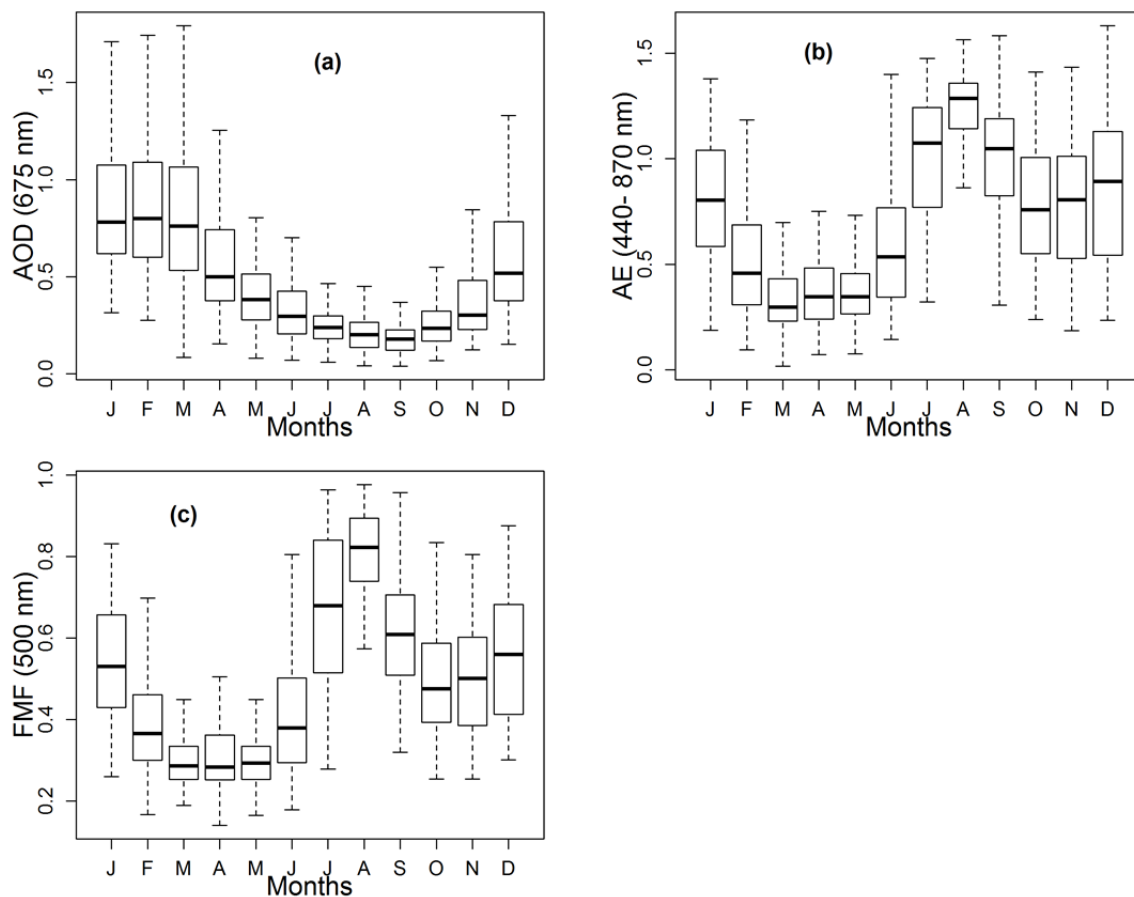 (a)
AOD (675 nm)
0.0 0.5 1.0 1.5
J F M A M J J A S O N D
Months
(b)
AE (440- 870 nm)
0.0 0.5 1.0 1.5
J F M A M J J A S O N D
Months
(c)
FMF (500 nm)
0.2 0.4 0.6 0.8 1.0
J F M A M J J A S O N D
Months